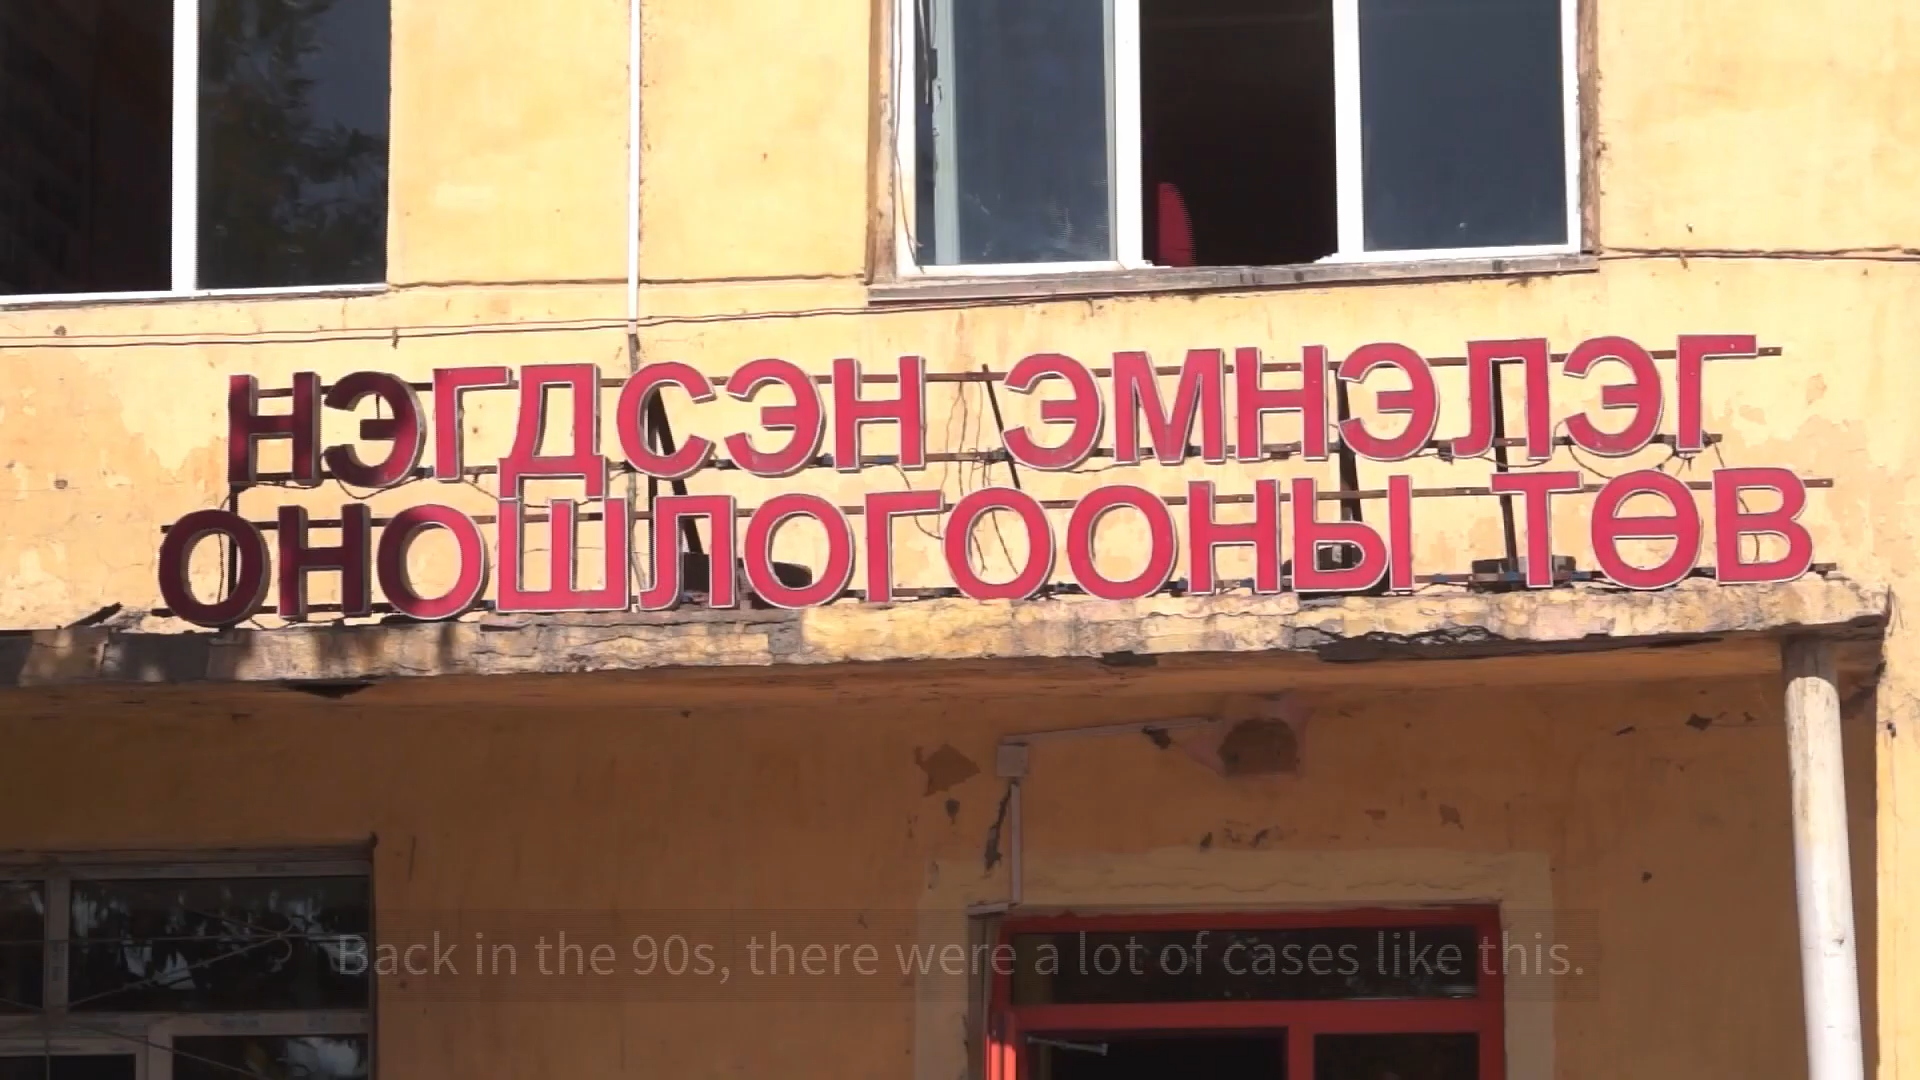 НЭГДСЭН ЭМНЭЛЭГ
ОНОШЛОГООНЫ ТӨВ
Back in the 90s, there were a lot of cases like this.